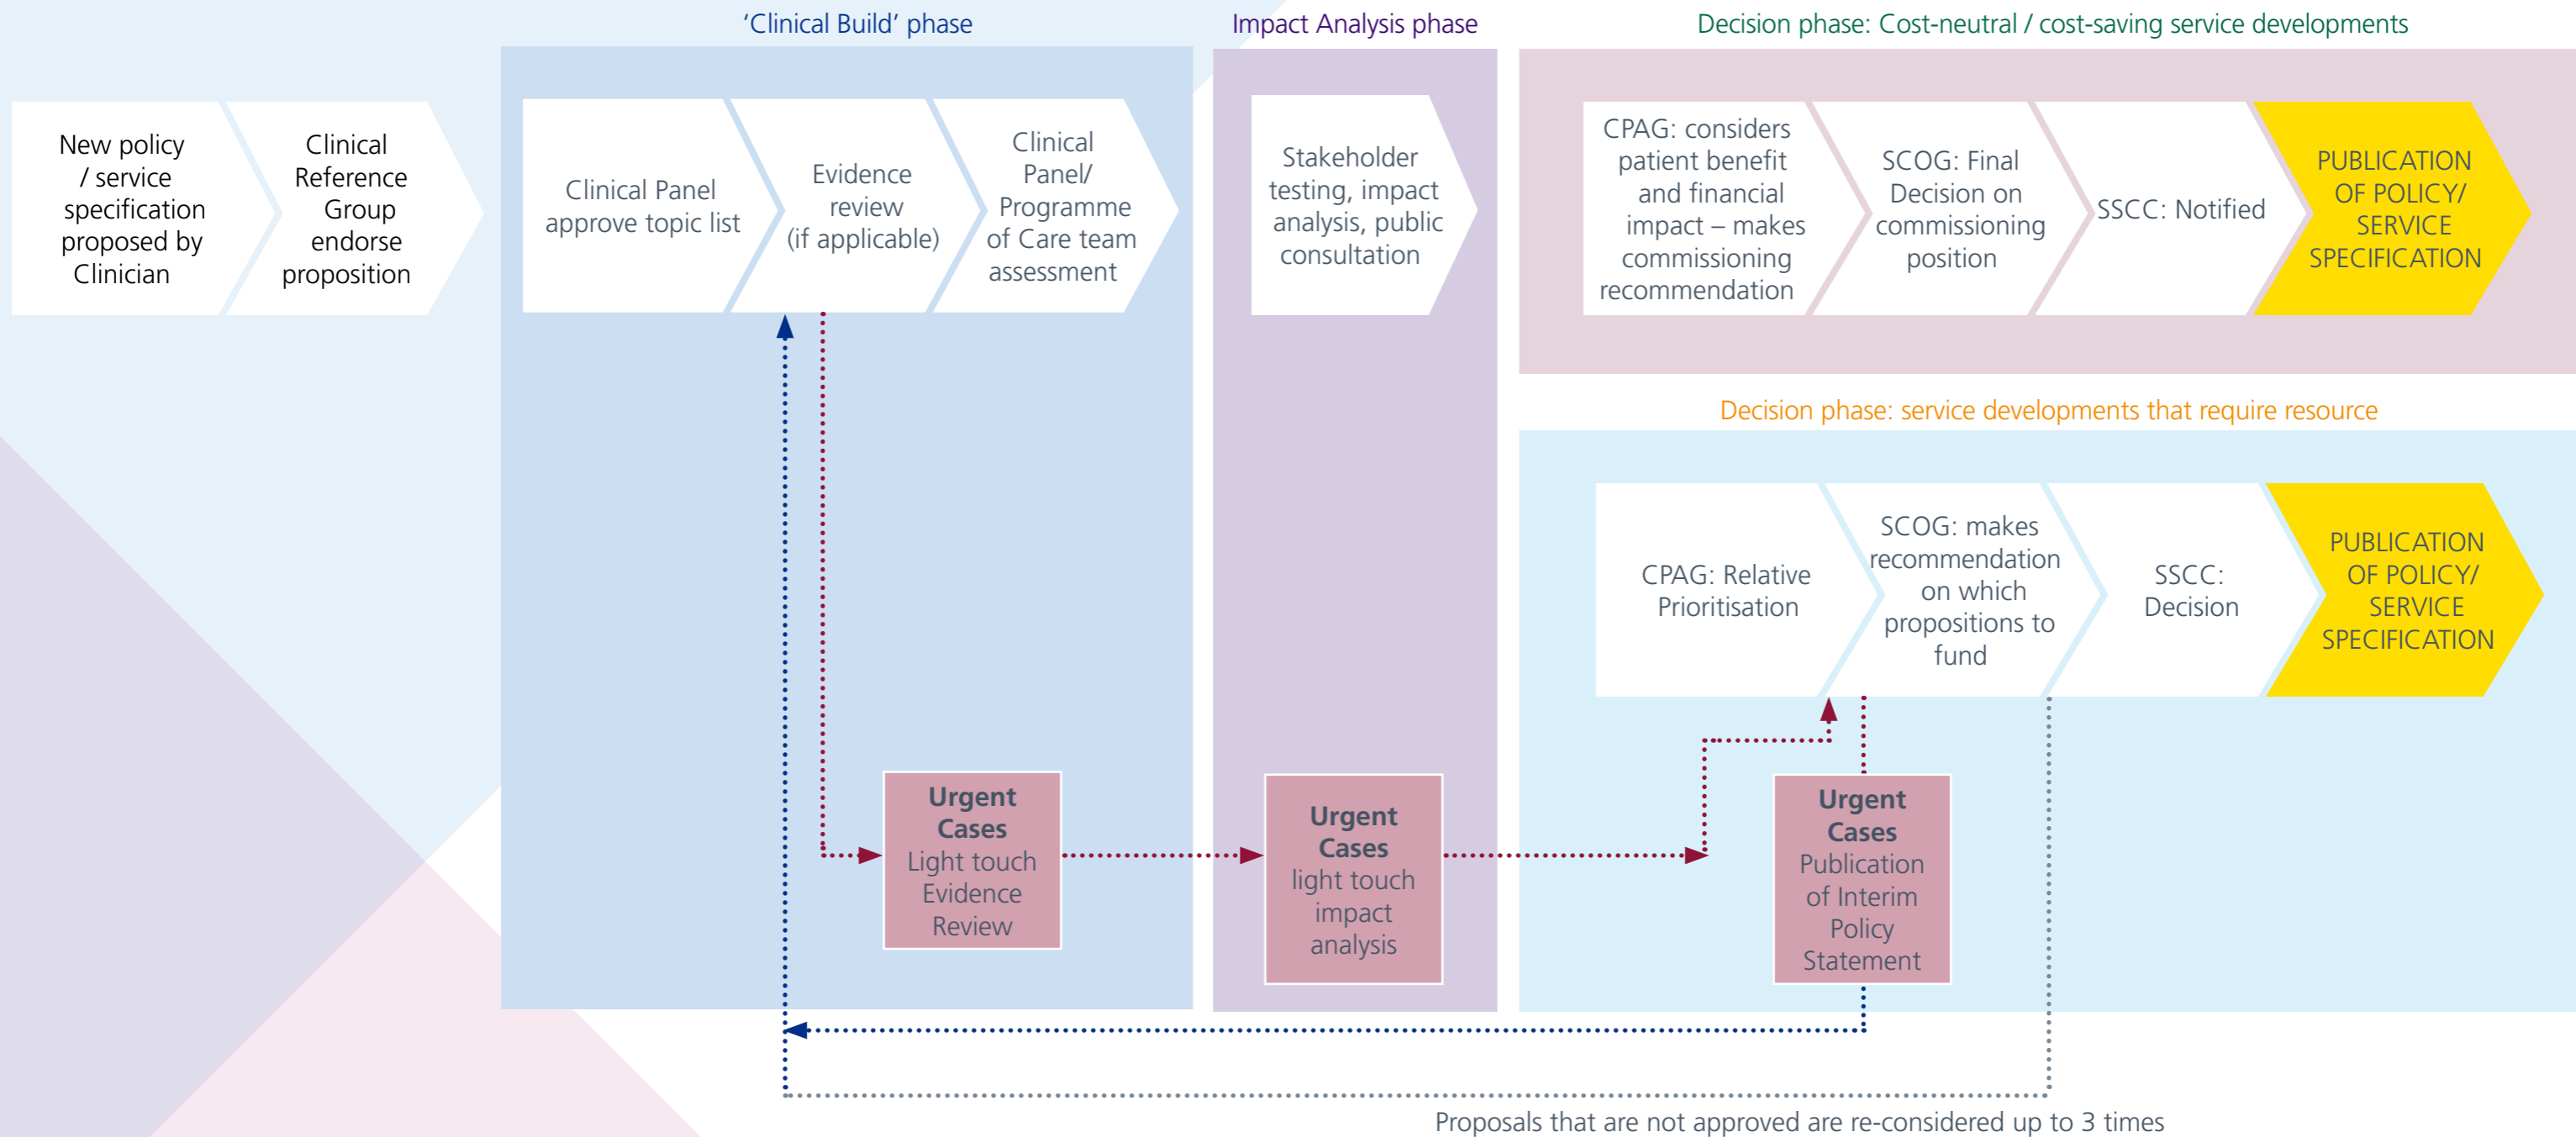 ‘Clinical Build’ phase
Impact Analysis phase
Decision phase: Cost-neutral / cost-saving service developments
New policy
/ service
specification
proposed by
Clinician
Clinical
Reference
Group
endorse
proposition
Clinical Panel
approve topic list
Evidence
review
(if applicable)
Clinical
Panel/
Programme
of Care team
assessment
Stakeholder
testing, impact
analysis, public
consultation
CPAG: considers
patient benefit
and financial
impact – makes
commissioning
recommendation
SCOG: Final
Decision on
commissioning
position
SSCC: Notified
PUBLICATION
OF POLICY/
SERVICE
SPECIFICATION
Decision phase: service developments that require resource
CPAG: Relative
Prioritisation
SCOG: makes
recommendation
on which
propositions to
fund
SSCC:
Decision
PUBLICATION
OF POLICY/
SERVICE
SPECIFICATION
Urgent
Cases
Light touch
Evidence
Review
Urgent
Cases
light touch
impact
analysis
Urgent
Cases
Publication
of Interim
Policy
Statement
Proposals that are not approved are re-considered up to 3 times